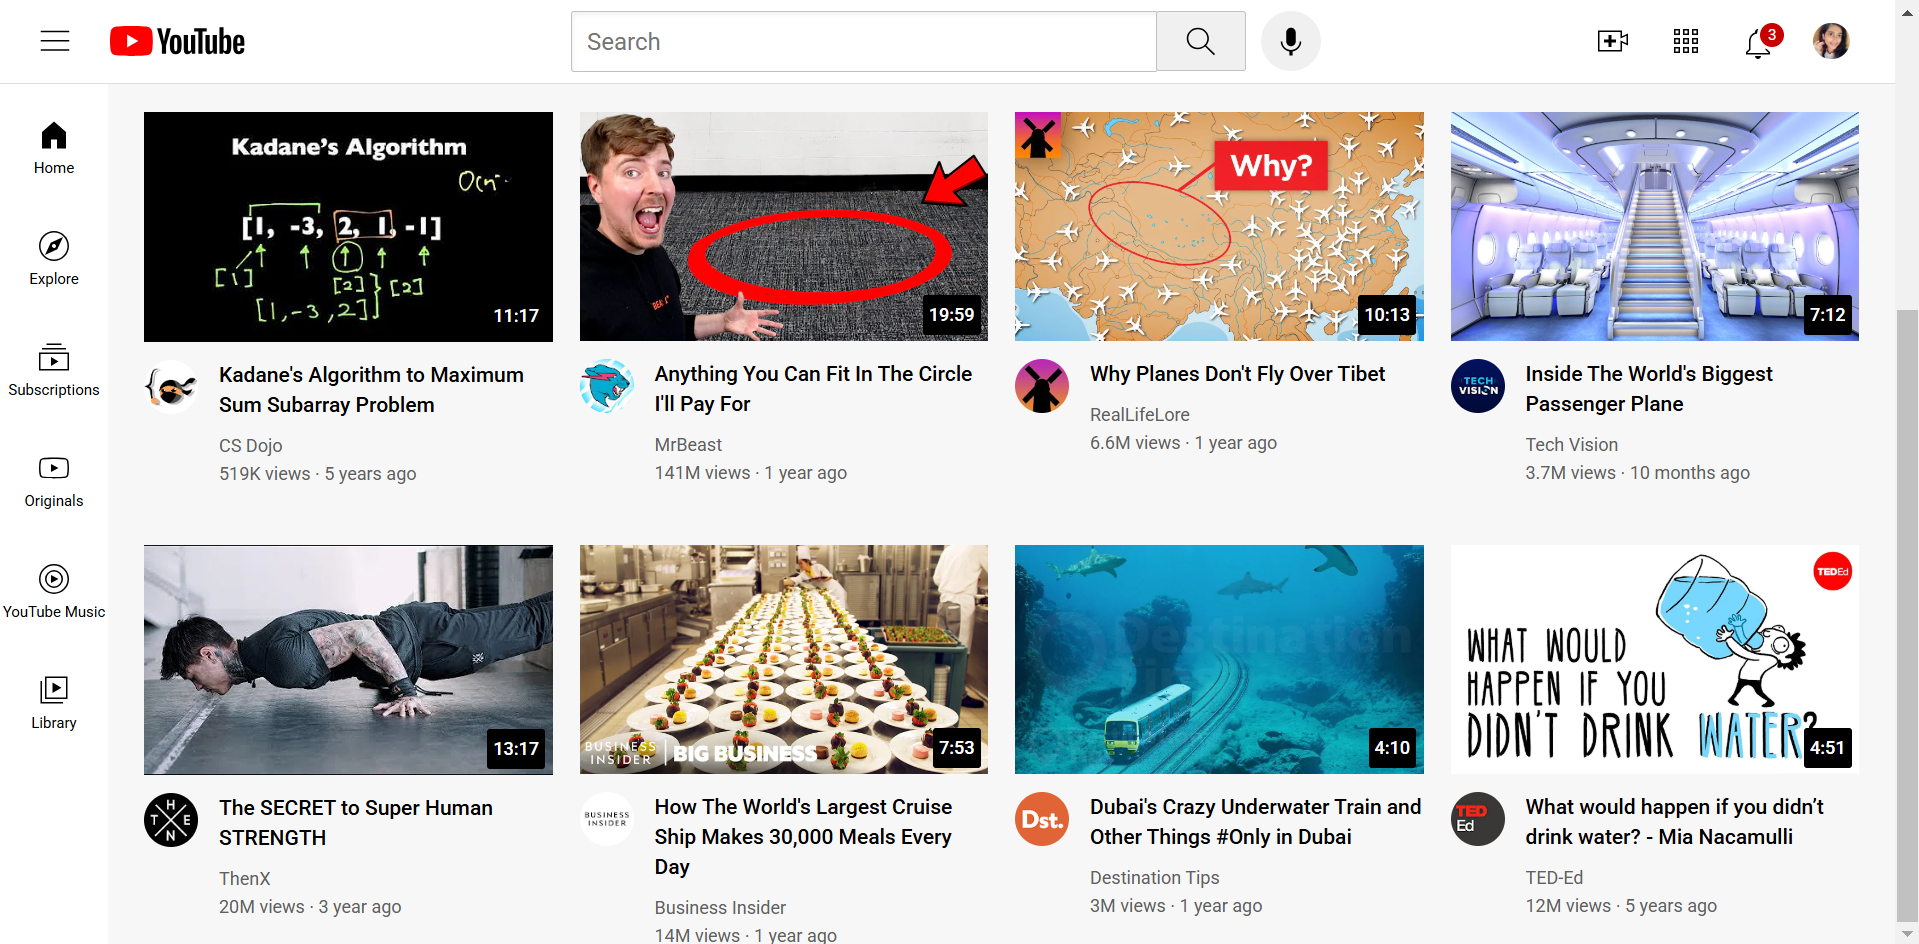 YouTube
Search
3
Home
Explore
Subscriptions
Originals
YouTube Music
Library
Kadane's Algorithm
[1, -3, 2, 1, -1]
[1]
[2]
[2]
[1,-3,2]
11:17
Kadane's Algorithm to Maximum
Sum Subarray Problem
CS Dojo
519K views · 5 years ago
19:59
Anything You Can Fit In The Circle
I'll Pay For
MrBeast
141M views · 1 year ago
Why?
10:13
Why Planes Don't Fly Over Tibet
RealLifeLore
6.6M views · 1 year ago
7:12
TECH
VISION
Inside The World's Biggest
Passenger Plane
Tech Vision
3.7M views · 10 months ago
13:17
THEN
The SECRET to Super Human
STRENGTH
ThenX
20M views · 3 year ago
BUSINESS
INSIDER
BIG BUSINESS
7:53
BUSINESS
INSIDER
How The World's Largest Cruise
Ship Makes 30,000 Meals Every
Day
Business Insider
14M views · 1 year ago
4:10
Dst.
Dubai's Crazy Underwater Train and
Other Things #Only in Dubai
Destination Tips
3M views · 1 year ago
TEDEd
WHAT WOULD
HAPPEN IF YOU
DIDN'T DRINK WATER?
4:51
TED
Ed
What would happen if you didn’t
drink water? - Mia Nacamulli
TED-Ed
12M views · 5 years ago